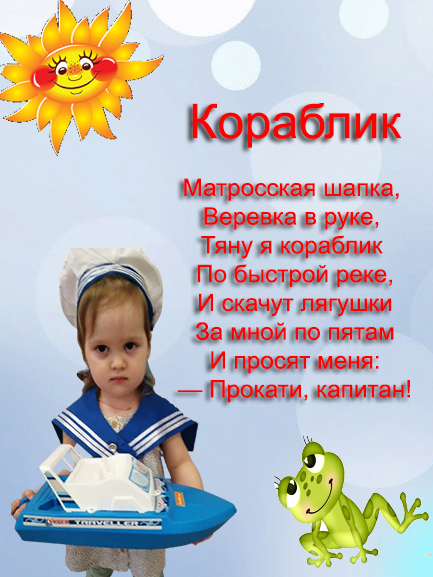 Кораблик
Матросская шапка,
Веревка в руке,
Тяну я кораблик
По быстрой реке,
И скачут лягушки
За мной по пятам
И просят меня:
— Прокати, капитан!
TRAVELLER